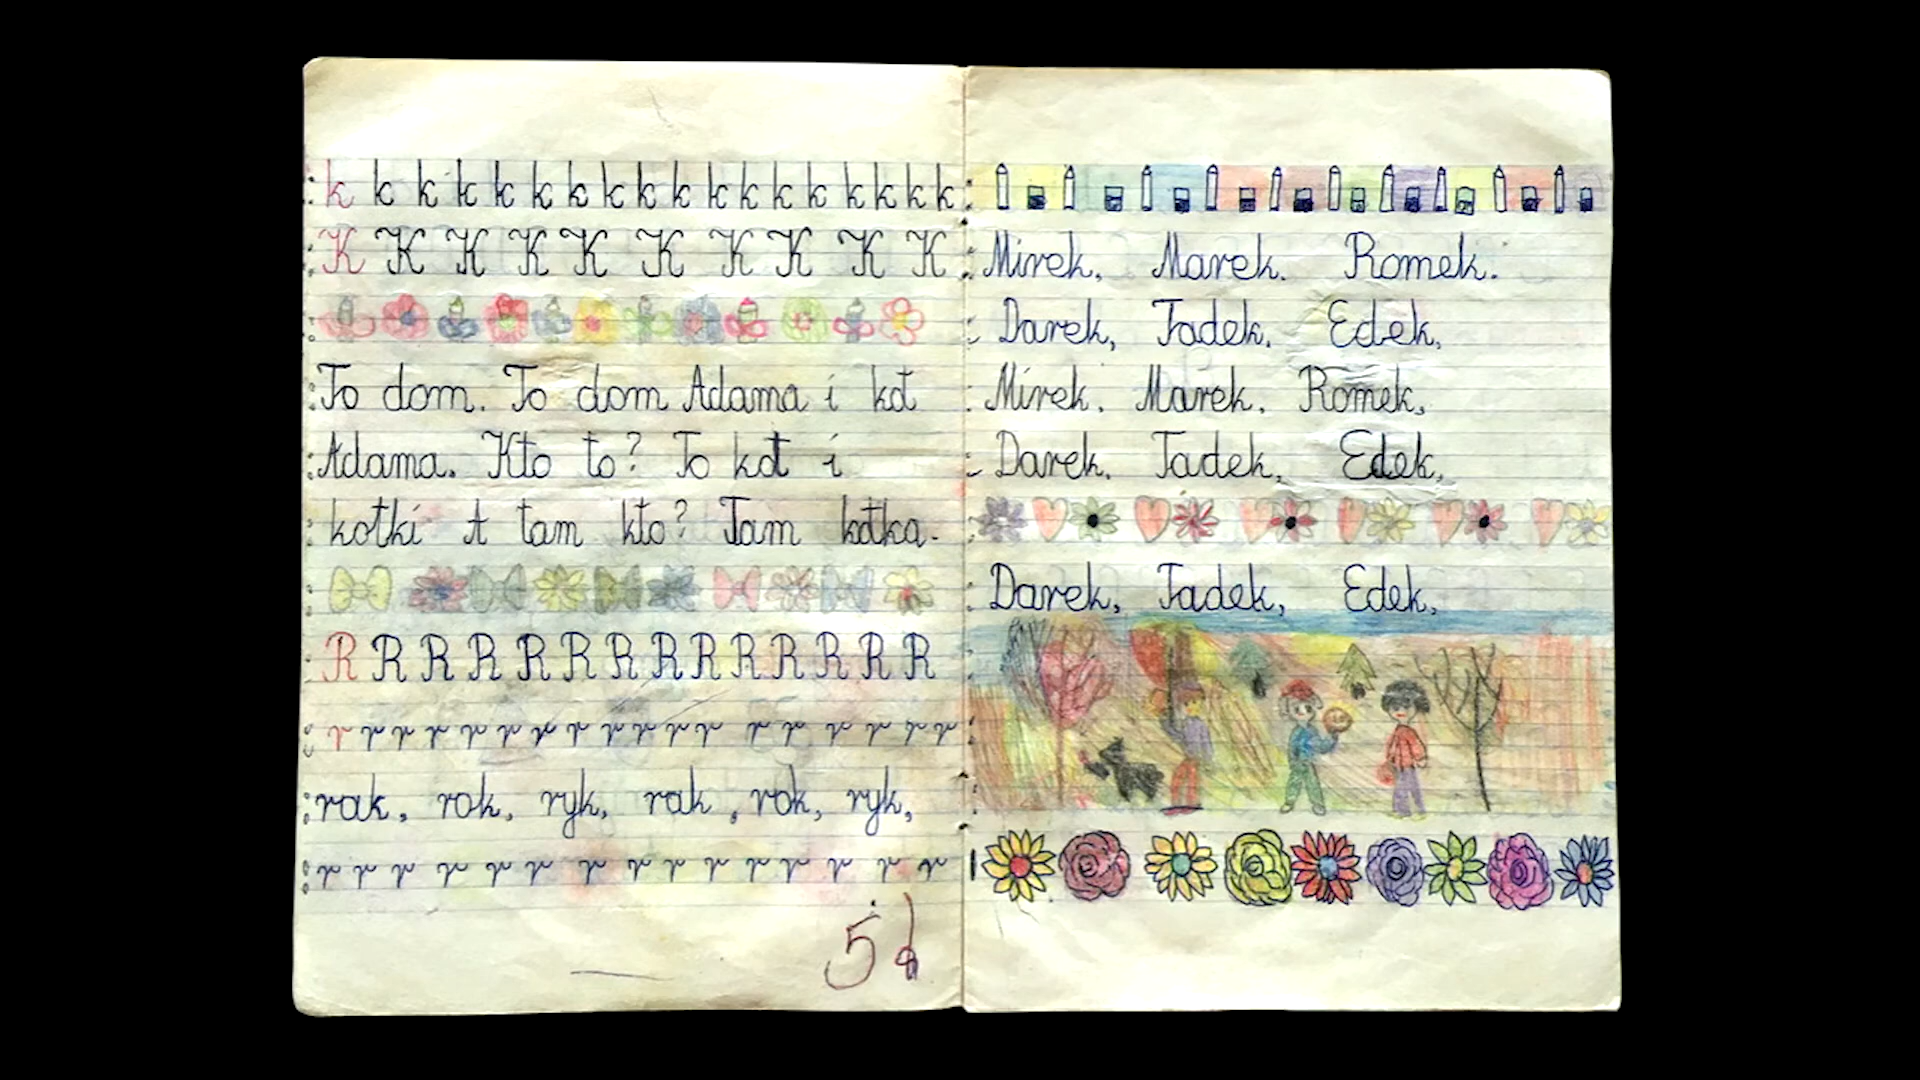 k k k k k k k k k k k k k k k k k k
K K K K K K K K K K
To dom. To dom Adama i kot
Adama. Kto to? To kot i
kotki A tam kto? Tam kotka.
R R R R R R R R R R R R R R
r r r r r r r r r r r r r r r r
rak, rok, ryk, rak, rok, ryk,
r r r r r r r r r r r r r r r
5
Mirek, Marek. Romek.
Darek, Tadek. Edek,
Mirek. Marek. Romek,
Darek. Tadek, Edek,
Darek, Tadek, Edek,